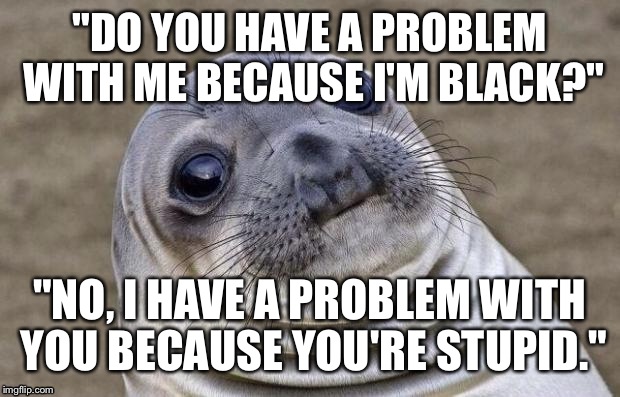 "DO YOU HAVE A PROBLEM
WITH ME BECAUSE I'M BLACK?"
"NO, I HAVE A PROBLEM WITH
YOU BECAUSE YOU'RE STUPID."
imgflip.com